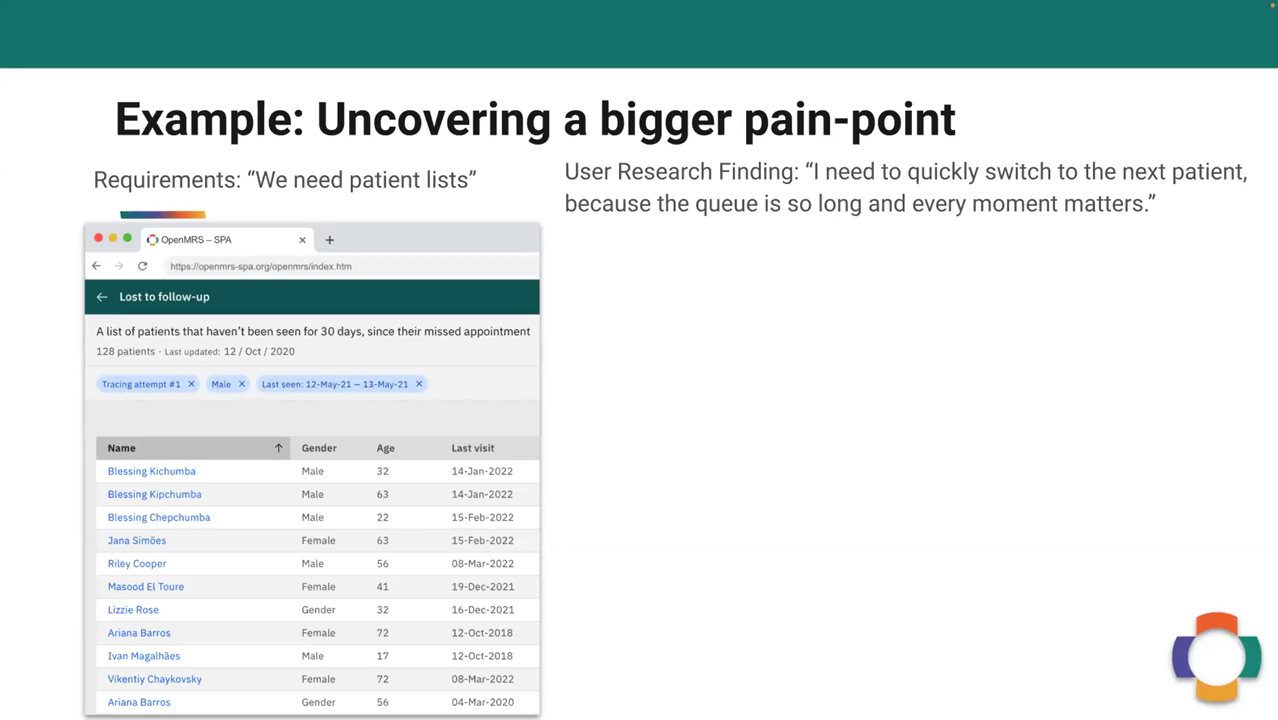 Example: Uncovering a bigger pain-point
Requirements: “We need patient lists”
User Research Finding: “I need to quickly switch to the next patient,
because the queue is so long and every moment matters.”
OpenMRS – SPA
https://openmrs-spa.org/openmrs/index.htm
Lost to follow-up
A list of patients that haven’t been seen for 30 days, since their missed appointment
128 patients · Last updated: 12 / Oct / 2020
Tracing attempt #1 Male Last seen: 12-May-21 — 13-May-21
Name Gender Age Last visit
Blessing Kichumba Male 32 14-Jan-2022
Blessing Kipchumba Male 63 14-Jan-2022
Blessing Chepchumba Male 22 15-Feb-2022
Jana Simões Female 63 15-Feb-2022
Riley Cooper Male 56 08-Mar-2022
Masood El Toure Female 41 19-Dec-2021
Lizzie Rose Gender 32 16-Dec-2021
Ariana Barros Female 72 12-Oct-2018
Ivan Magalhães Male 17 12-Oct-2018
Vikentiy Chaykovsky Female 72 08-Mar-2022
Ariana Barros Gender 56 04-Mar-2020